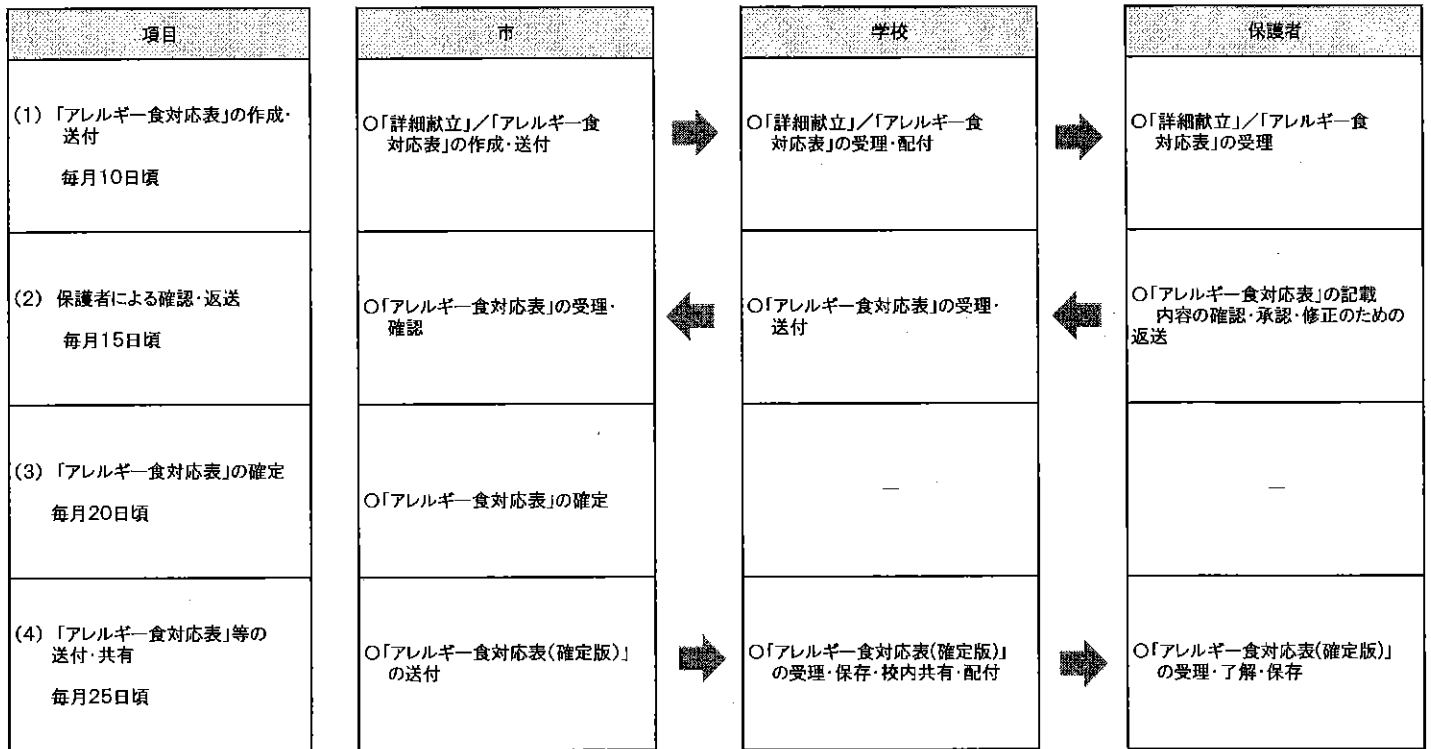 項目
市
学校
保護者
(1) 「アレルギー食対応表」の作成・
送付
毎月10日頃
○「詳細献立」／「アレルギー食
対応表」の作成・送付
○「詳細献立」／「アレルギー食
対応表」の受理・配付
○「詳細献立」／「アレルギー食
対応表」の受理
(2) 保護者による確認・返送
毎月15日頃
○「アレルギー食対応表」の受理・
確認
○「アレルギー食対応表」の受理・
送付
○「アレルギー食対応表」の記載
内容の確認・承認・修正のための
返送
(3) 「アレルギー食対応表」の確定
毎月20日頃
○「アレルギー食対応表」の確定
―
―
(4) 「アレルギー食対応表」等の
送付・共有
毎月25日頃
○「アレルギー食対応表(確定版)」
の送付
○「アレルギー食対応表(確定版)」
の受理・保存・校内共有・配付
○「アレルギー食対応表(確定版)」
の受理・了解・保存